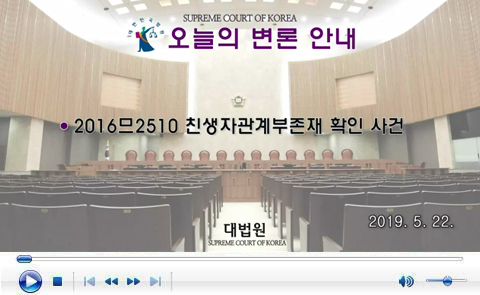 SUPREME COURT OF KOREA
오늘의 변론 안내
• 2016므2510 친생자관계부존재 확인 사건
대법원
SUPREME COURT OF KOREA
2019. 5. 22.